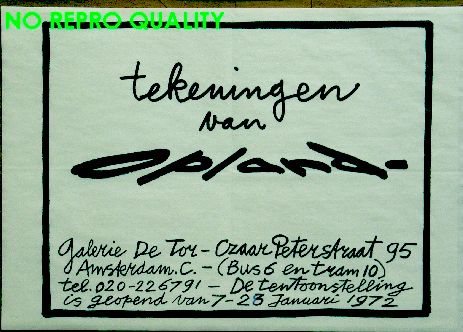 NO REPRO QUALITY
tekeningen
van
Opland.
Galerie De Tor - Czaar Peterstraat 95
Amsterdam.C. - (Bus 6 en tram 10)
tel. 020-226791 - De tentoonstelling
is geopend van 7-28 Januari 1972